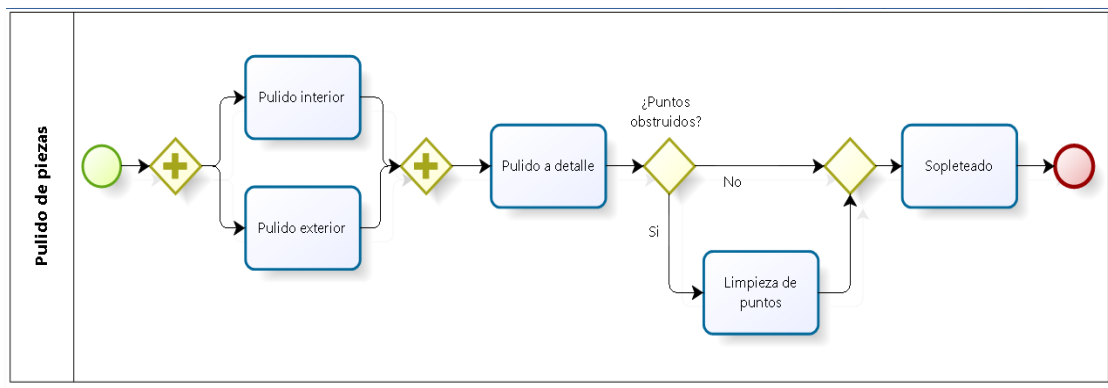 Pulido de piezas
Pulido interior
Pulido exterior
Pulido a detalle
¿Puntos
obstruidos?
No
Si
Limpieza de
puntos
Sopleteado